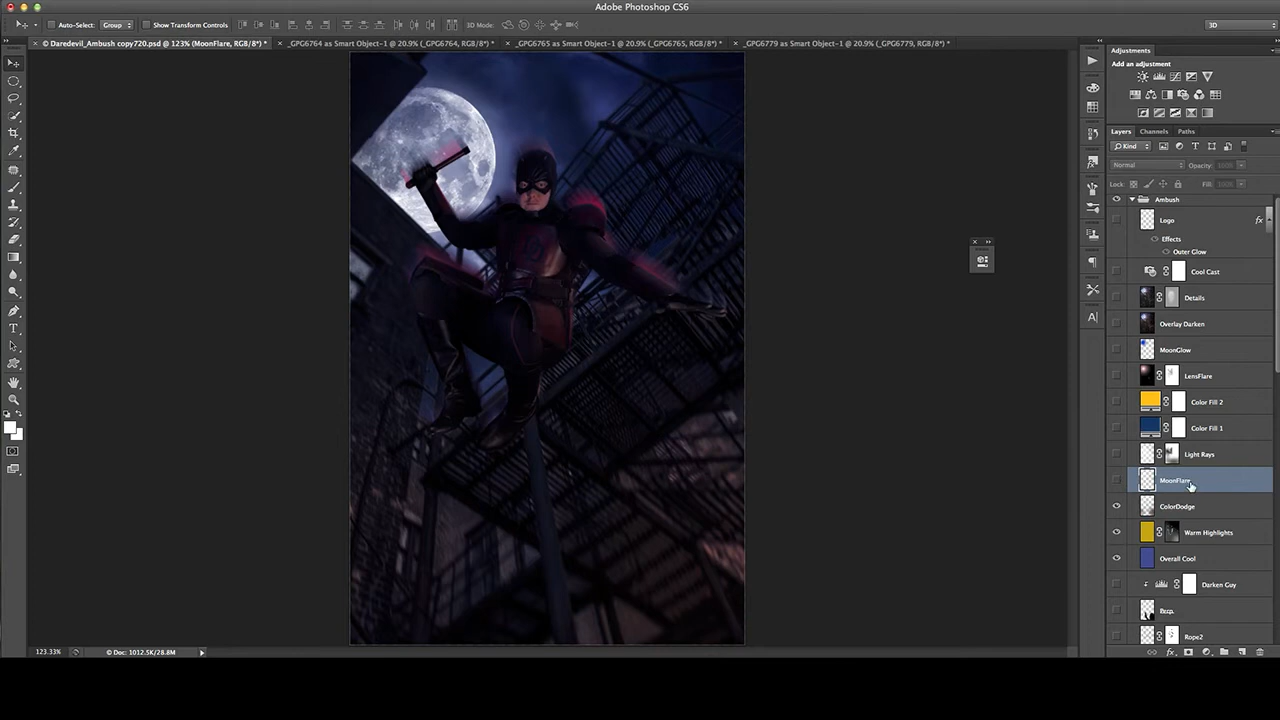 Adobe Photoshop CS6
Auto-Select: Group Show Transform Controls 3D Mode: 3D
× © Daredevil_Ambush copy720.psd @ 123% (MoonFlare, RGB/8*) * × _GPG6764 as Smart Object-1 @ 20.9% (_GPG6764, RGB/8*) * × _GPG6765 as Smart Object-1 @ 20.9% (_GPG6765, RGB/8*) * × _GPG6779 as Smart Object-1 @ 20.9% (_GPG6779, RGB/8*) *
Adjustments
Add an adjustment
Layers Channels Paths
Kind
Normal Opacity: 100%
Lock: Fill: 100%
Ambush
Logo fx
Effects
Outer Glow
Cool Cast
Details
Overlay Darken
MoonGlow
LensFlare
Color Fill 2
Color Fill 1
Light Rays
MoonFlare
ColorDodge
Warm Highlights
Overall Cool
Darken Guy
Rope2
123.33% © Doc: 1012.5K/28.8M